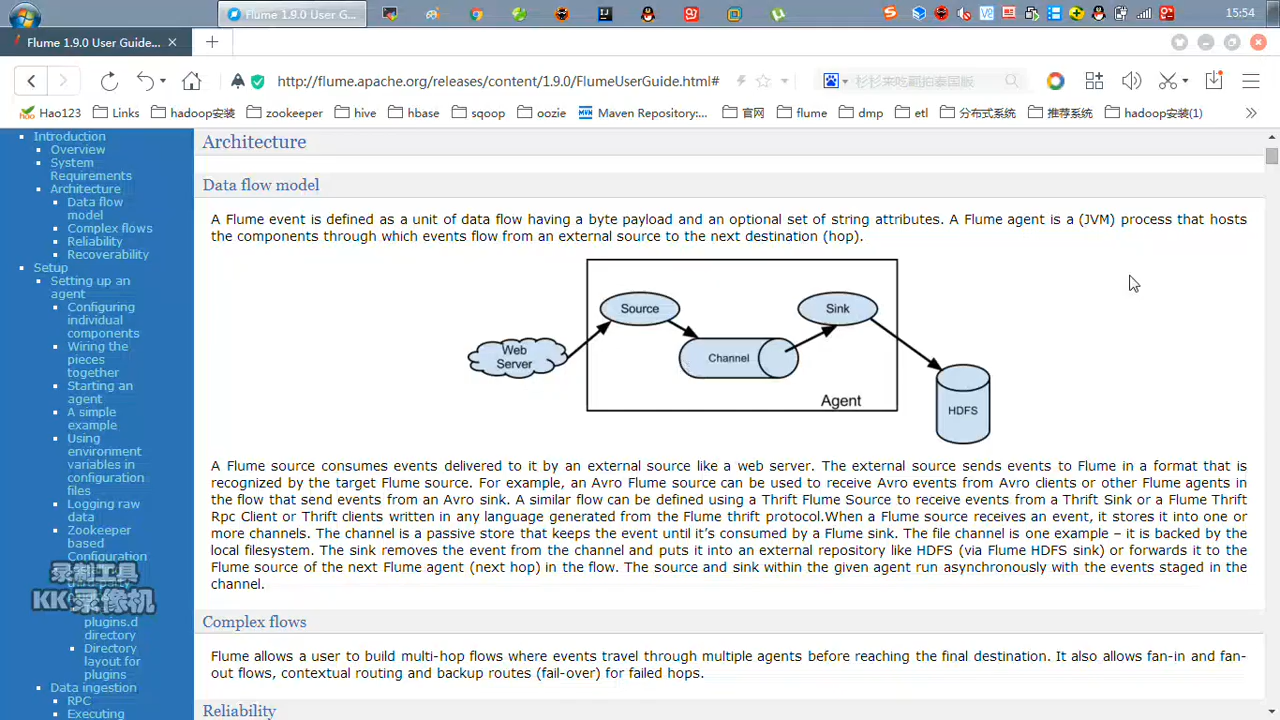 Flume 1.9.0 User G...
15:54
Flume 1.9.0 User Guide...
http://flume.apache.org/releases/content/1.9.0/FlumeUserGuide.html#
杉杉来吃翻拍泰国版
Hao123
Links
hadoop安装
zookeeper
hive
hbase
sqoop
oozie
Maven Repository:...
官网
flume
dmp
etl
分布式系统
推荐系统
hadoop安装(1)
Introduction
Overview
System
Requirements
Architecture
Data flow
model
Complex flows
Reliability
Recoverability
Setup
Setting up an
agent
Configuring
individual
components
Wiring the
pieces
together
Starting an
agent
A simple
example
Using
environment
variables in
configuration
files
Logging raw
data
Zookeeper
based
Configuration
录制工具
KK录像机
plugins.d
directory
Directory
layout for
plugins
Data ingestion
RPC
Executing
Architecture
Data flow model
A Flume event is defined as a unit of data flow having a byte payload and an optional set of string attributes. A Flume agent is a (JVM) process that hosts
the components through which events flow from an external source to the next destination (hop).
Source
Sink
Web
Server
Channel
Agent
HDFS
A Flume source consumes events delivered to it by an external source like a web server. The external source sends events to Flume in a format that is
recognized by the target Flume source. For example, an Avro Flume source can be used to receive Avro events from Avro clients or other Flume agents in
the flow that send events from an Avro sink. A similar flow can be defined using a Thrift Flume Source to receive events from a Thrift Sink or a Flume Thrift
Rpc Client or Thrift clients written in any language generated from the Flume thrift protocol.When a Flume source receives an event, it stores it into one or
more channels. The channel is a passive store that keeps the event until it's consumed by a Flume sink. The file channel is one example – it is backed by the
local filesystem. The sink removes the event from the channel and puts it into an external repository like HDFS (via Flume HDFS sink) or forwards it to the
Flume source of the next Flume agent (next hop) in the flow. The source and sink within the given agent run asynchronously with the events staged in the
channel.
Complex flows
Flume allows a user to build multi-hop flows where events travel through multiple agents before reaching the final destination. It also allows fan-in and fan-
out flows, contextual routing and backup routes (fail-over) for failed hops.
Reliability